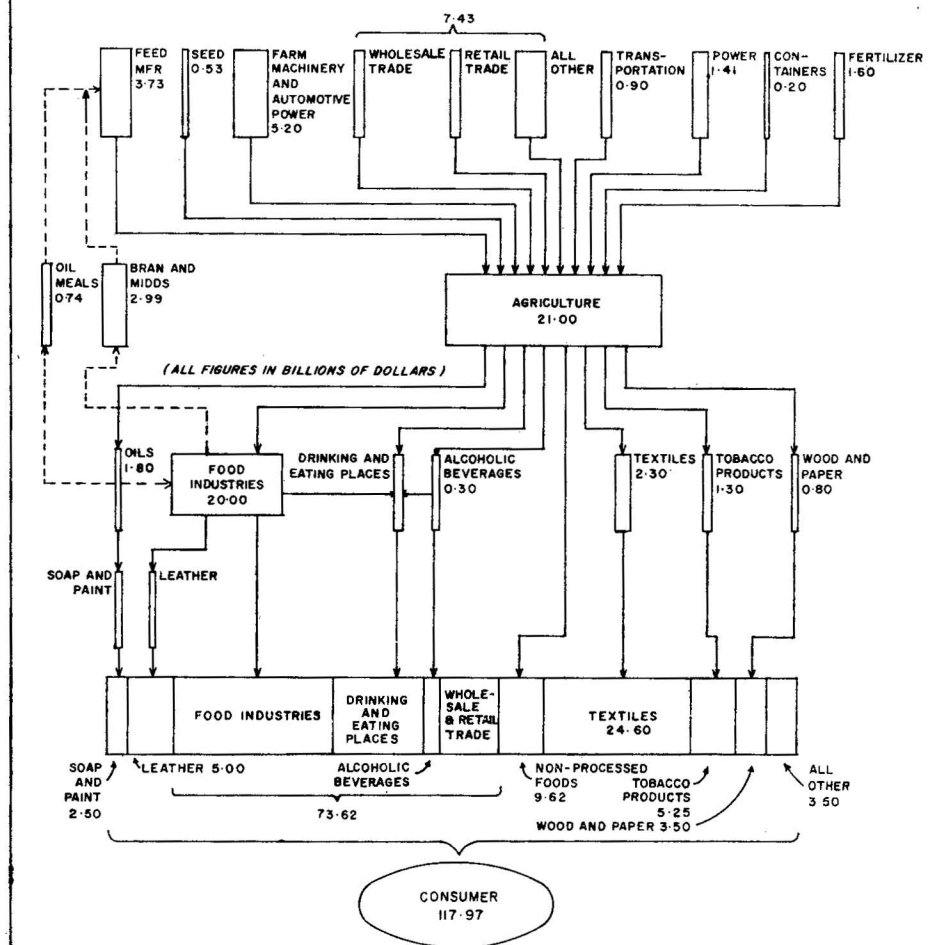 7·43
FEED
MFR
3·73
SEED
0·53
FARM
MACHINERY
AND
AUTOMOTIVE
POWER
5·20
WHOLESALE
TRADE
RETAIL
TRADE
ALL
OTHER
TRANS-
PORTATION
0·90
POWER
1·41
CON-
TAINERS
0·20
FERTILIZER
1·60
OIL
MEALS
0·74
BRAN AND
MIDDS
2·99
AGRICULTURE
21·00
(ALL FIGURES IN BILLIONS OF DOLLARS)
OILS
1·80
FOOD
INDUSTRIES
20·00
DRINKING AND
EATING PLACES
ALCOHOLIC
BEVERAGES
0·30
TEXTILES
2·30
TOBACCO
PRODUCTS
1·30
WOOD AND
PAPER
0·80
SOAP AND
PAINT
LEATHER
FOOD INDUSTRIES
DRINKING
AND
EATING
PLACES
WHOLE-
SALE
& RETAIL
TRADE
TEXTILES
24·60
SOAP
AND
PAINT
2·50
LEATHER 5·00
ALCOHOLIC
BEVERAGES
73·62
NON-PROCESSED
FOODS
9·62
TOBACCO
PRODUCTS
5·25
WOOD AND PAPER 3·50
ALL
OTHER
3·50
CONSUMER
117·97